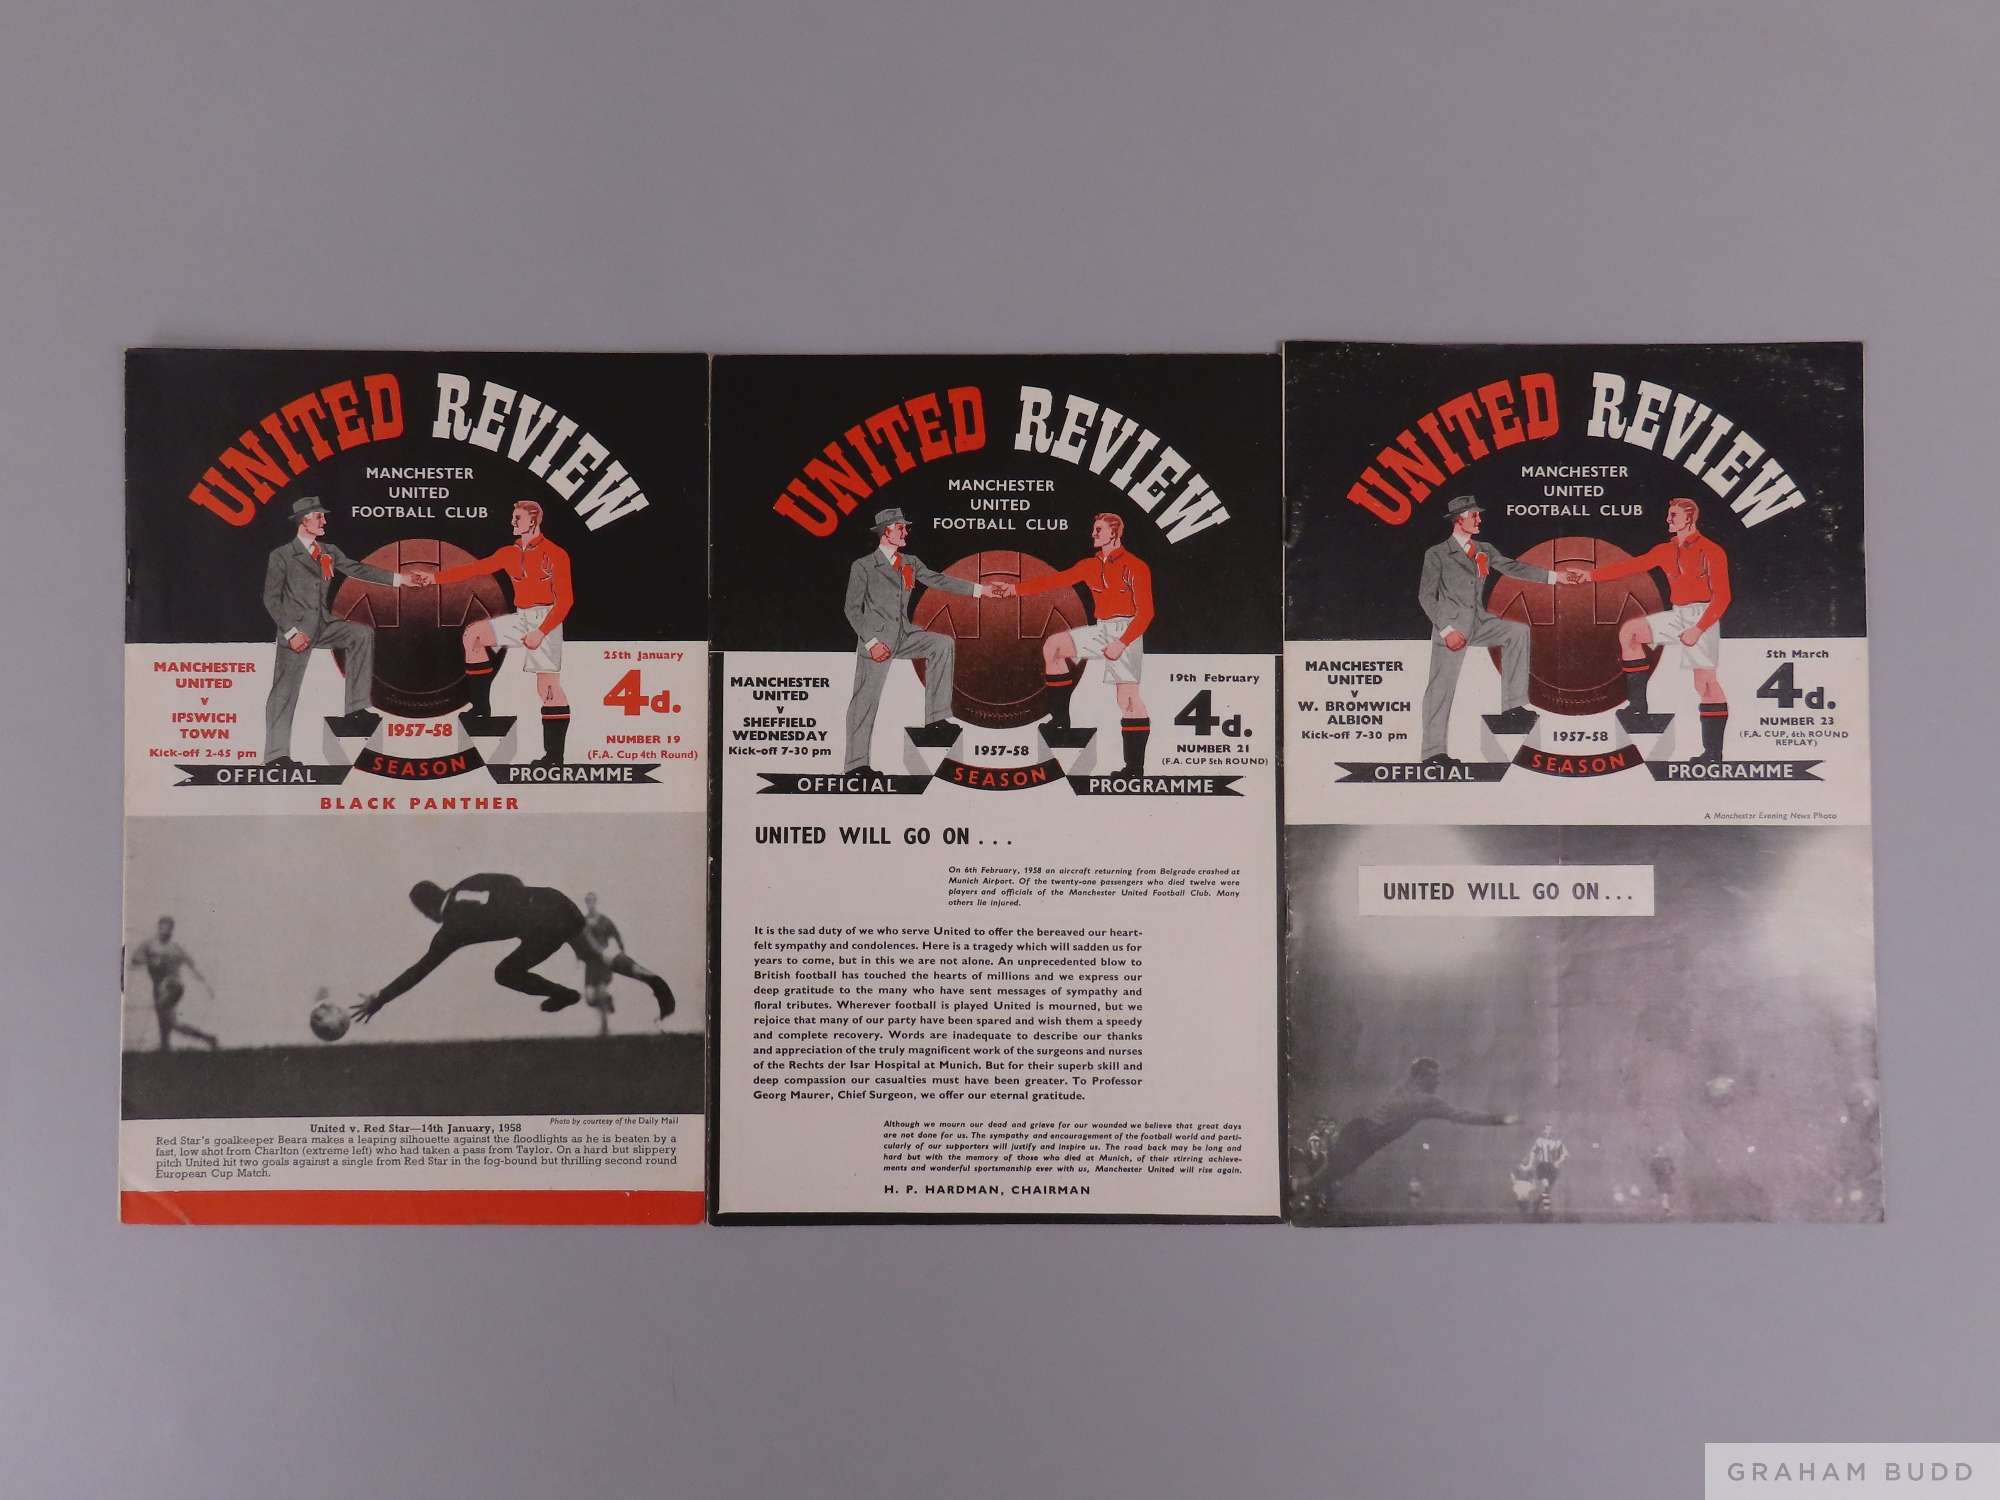 UNITED REVIEW
MANCHESTER
UNITED
FOOTBALL CLUB
MANCHESTER
UNITED
v
IPSWICH
TOWN
Kick-off 2-45 pm
25th January
4d.
NUMBER 19
(F.A. Cup 4th Round)
1957-58
OFFICIAL SEASON PROGRAMME
BLACK PANTHER
1
Photo by courtesy of the Daily Mail
United v. Red Star—14th January, 1958
Red Star's goalkeeper Beara makes a leaping silhouette against the floodlights as he is beaten by a
fast, low shot from Charlton (extreme left) who had taken a pass from Taylor. On a hard but slippery
pitch United hit two goals against a single from Red Star in the fog-bound but thrilling second round
European Cup Match.
UNITED REVIEW
MANCHESTER
UNITED
FOOTBALL CLUB
MANCHESTER
UNITED
v
SHEFFIELD
WEDNESDAY
Kick-off 7-30 pm
19th February
4d.
NUMBER 21
(F.A. CUP 5th ROUND)
1957-58
OFFICIAL SEASON PROGRAMME
UNITED WILL GO ON . . .
On 6th February, 1958 an aircraft returning from Belgrade crashed at
Munich Airport. Of the twenty-one passengers who died twelve were
players and officials of the Manchester United Football Club. Many
others lie injured.
It is the sad duty of we who serve United to offer the bereaved our heart-
felt sympathy and condolences. Here is a tragedy which will sadden us for
years to come, but in this we are not alone. An unprecedented blow to
British football has touched the hearts of millions and we express our
deep gratitude to the many who have sent messages of sympathy and
floral tributes. Wherever football is played United is mourned, but we
rejoice that many of our party have been spared and wish them a speedy
and complete recovery. Words are inadequate to describe our thanks
and appreciation of the truly magnificent work of the surgeons and nurses
of the Rechts der Isar Hospital at Munich. But for their superb skill and
deep compassion our casualties must have been greater. To Professor
Georg Maurer, Chief Surgeon, we offer our eternal gratitude.
Although we mourn our dead and grieve for our wounded we believe that great days
are not done for us. The sympathy and encouragement of the football world and parti-
cularly of our supporters will justify and inspire us. The road back may be long and
hard but with the memory of those who died at Munich, of their stirring achieve-
ments and wonderful sportsmanship ever with us, Manchester United will rise again.
H. P. HARDMAN, CHAIRMAN
UNITED REVIEW
MANCHESTER
UNITED
FOOTBALL CLUB
MANCHESTER
UNITED
v
W. BROMWICH
ALBION
Kick-off 7-30 pm
5th March
4d.
NUMBER 23
(F.A. CUP, 6th ROUND
REPLAY)
1957-58
OFFICIAL SEASON PROGRAMME
A Manchester Evening News Photo
UNITED WILL GO ON . . .
GRAHAM BUDD